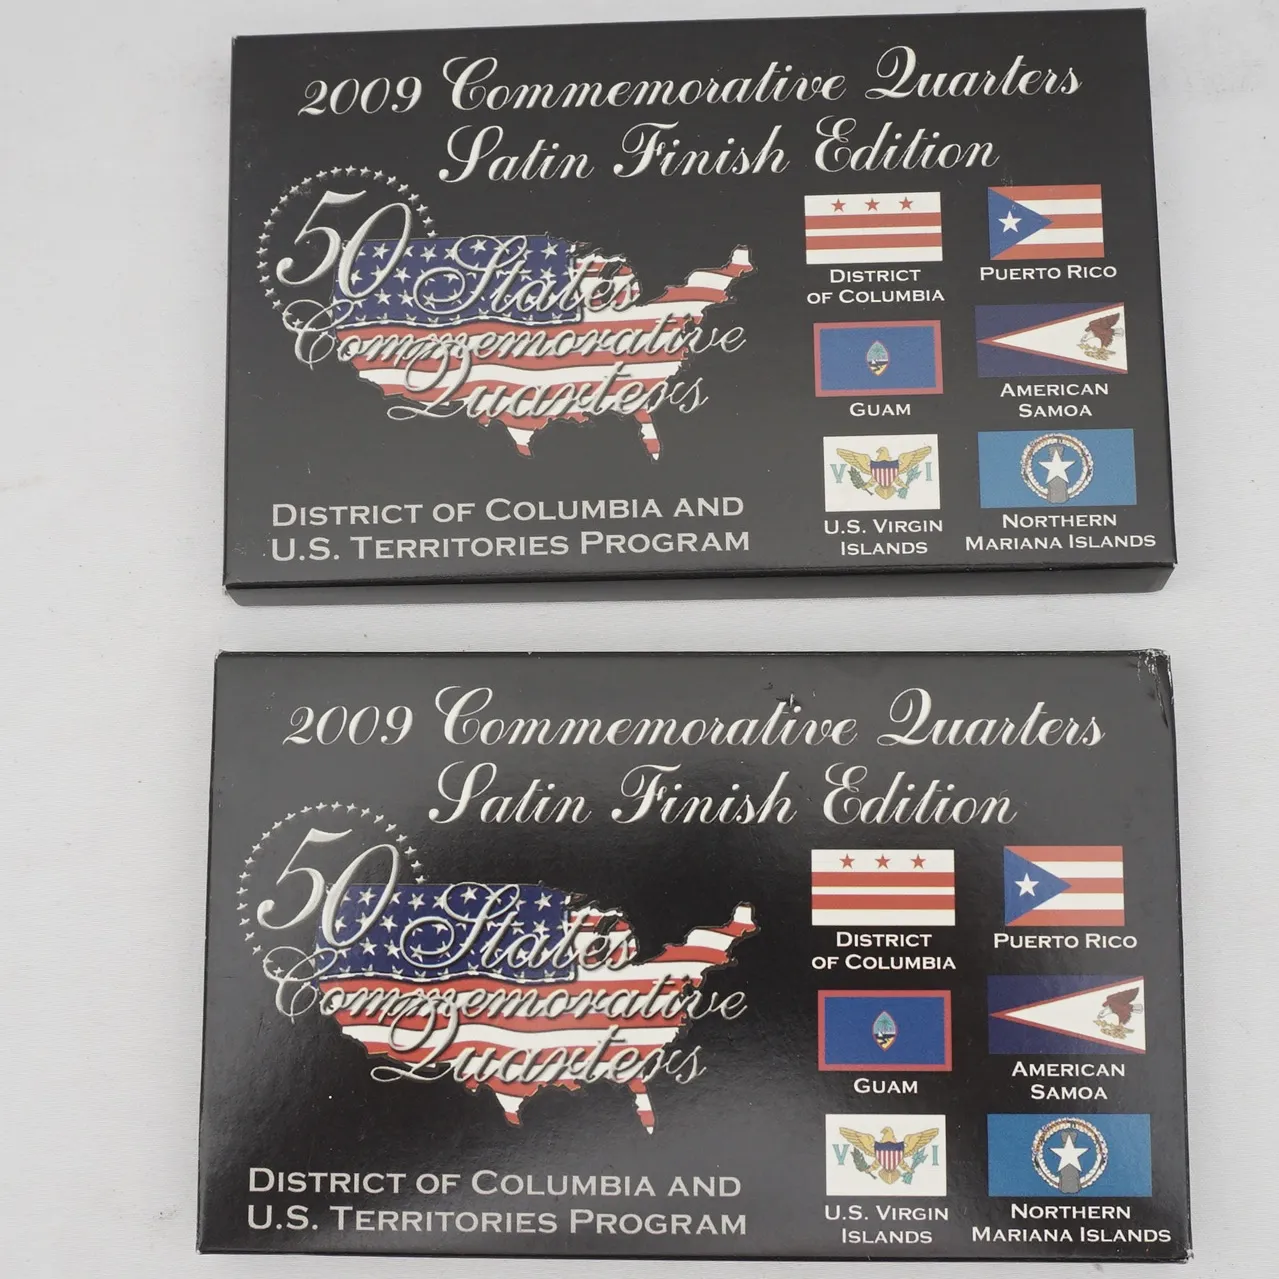 2009 Commemorative Quarters
Satin Finish Edition
50 States
Commemorative
Quarters
DISTRICT OF COLUMBIA AND
U.S. TERRITORIES PROGRAM
DISTRICT
OF COLUMBIA
PUERTO RICO
GUAM
AMERICAN
SAMOA
V I
U.S. VIRGIN
ISLANDS
NORTHERN
MARIANA ISLANDS
2009 Commemorative Quarters
Satin Finish Edition
50 States
Commemorative
Quarters
DISTRICT OF COLUMBIA AND
U.S. TERRITORIES PROGRAM
DISTRICT
OF COLUMBIA
PUERTO RICO
GUAM
AMERICAN
SAMOA
V I
U.S. VIRGIN
ISLANDS
NORTHERN
MARIANA ISLANDS